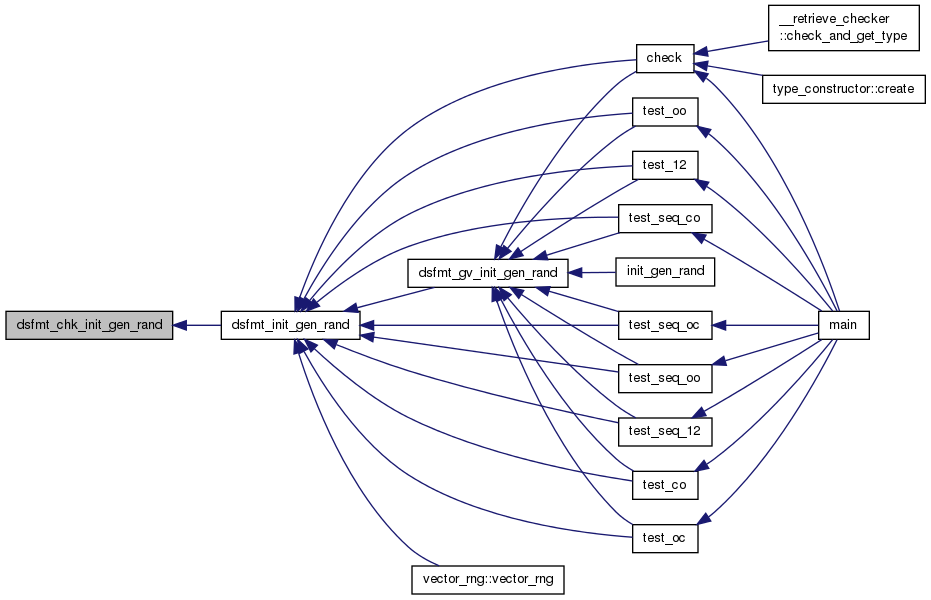 __retrieve_checker
::check_and_get_type
check
type_constructor::create
test_oo
test_12
test_seq_co
dsfmt_gv_init_gen_rand
init_gen_rand
dsfmt_chk_init_gen_rand
dsfmt_init_gen_rand
test_seq_oc
main
test_seq_oo
test_seq_12
test_co
test_oc
vector_rng::vector_rng